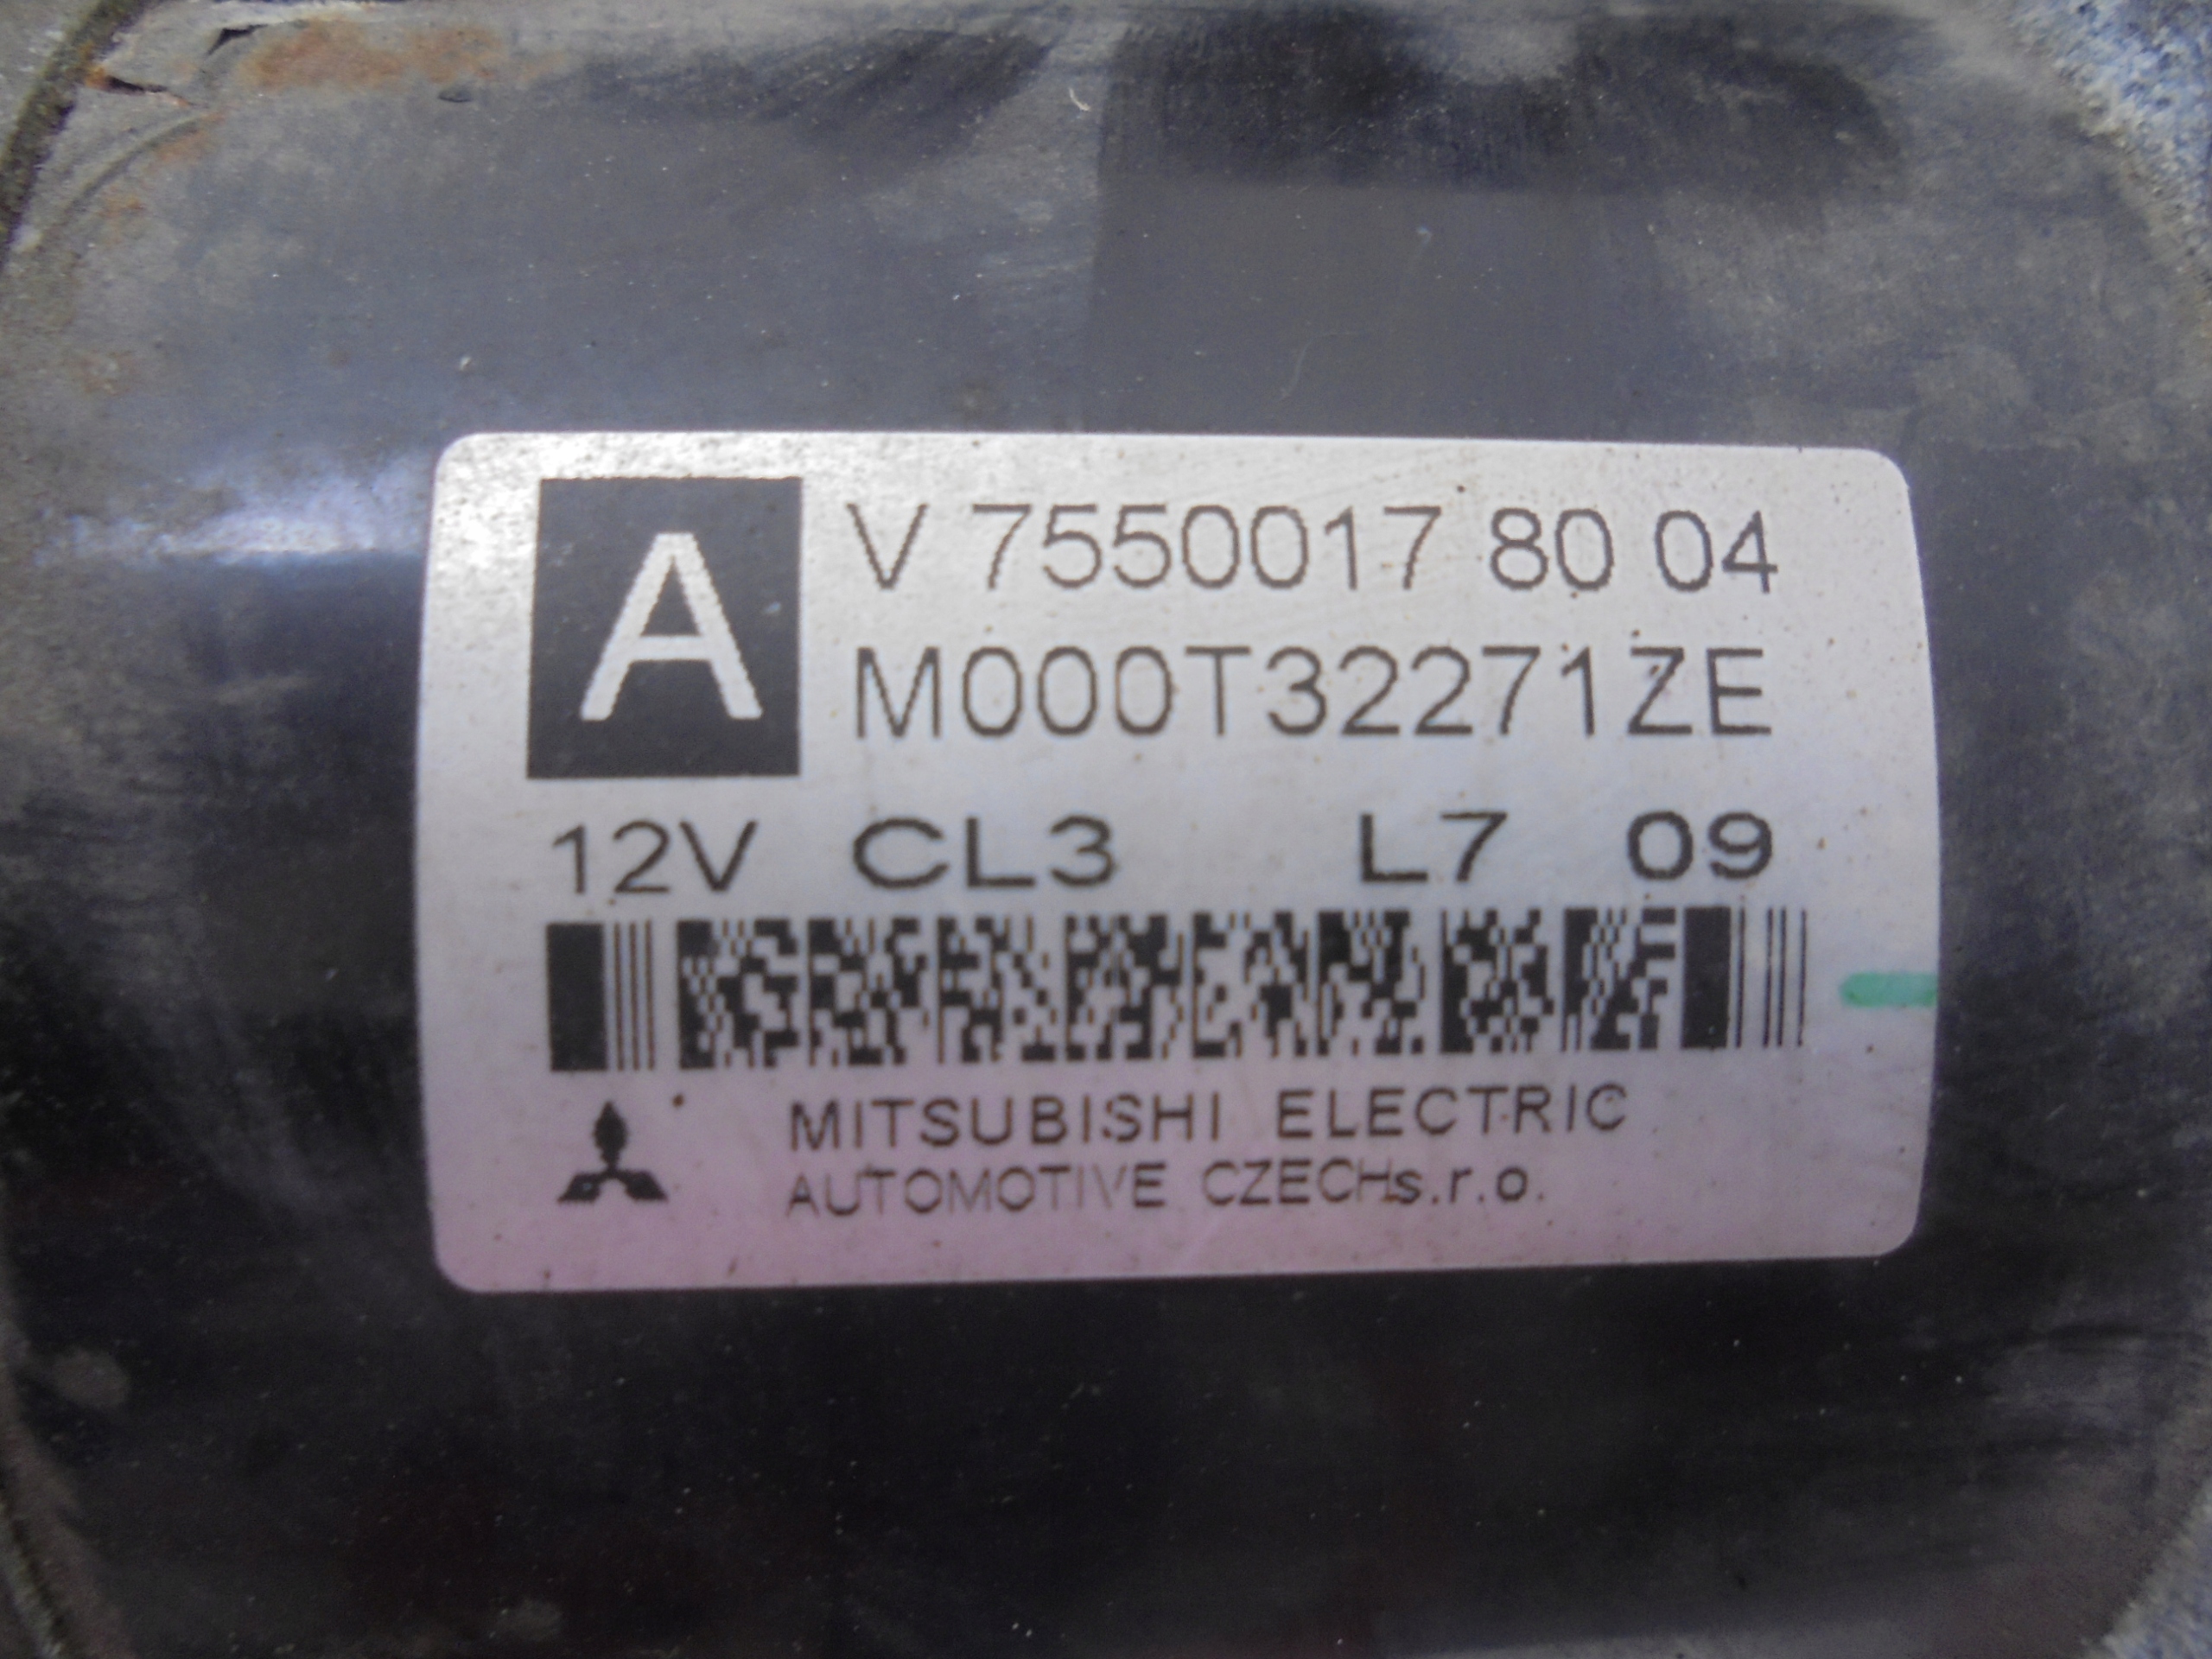 A
V 7550017 80 04
M000T32271ZE
12V CL3 L7 09
MITSUBISHI ELECTRIC
AUTOMOTIVE CZECHs.r.o.